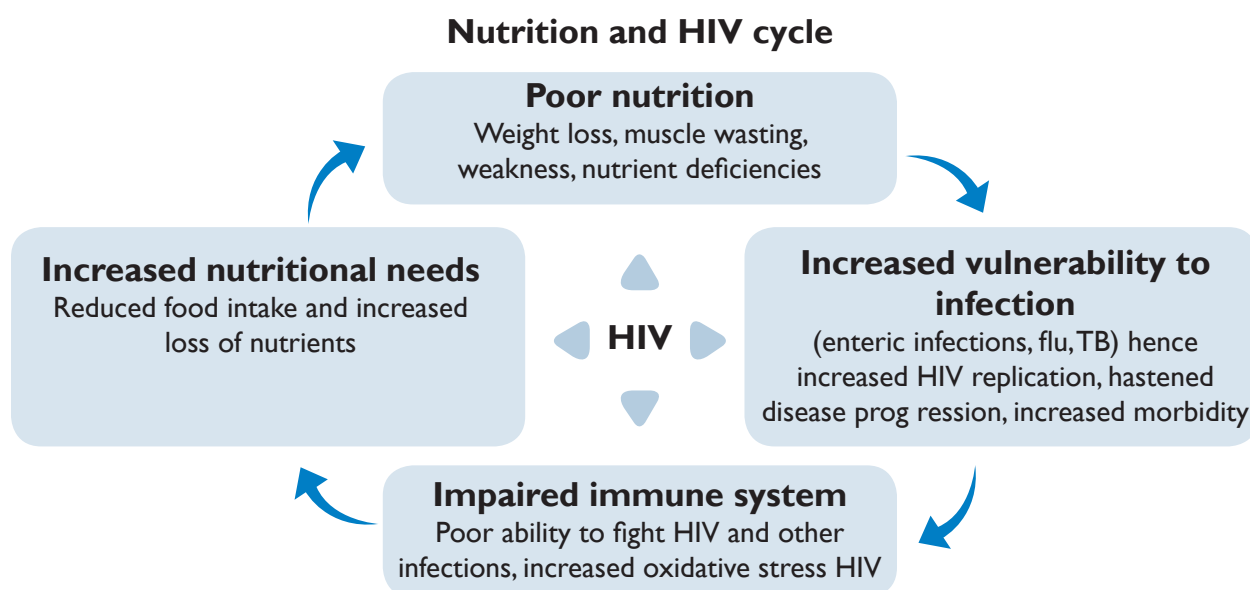 Nutrition and HIV cycle
Poor nutrition
Weight loss, muscle wasting,
weakness, nutrient deficiencies
Increased nutritional needs
Reduced food intake and increased
loss of nutrients
HIV
Increased vulnerability to
infection
(enteric infections, flu, TB) hence
increased HIV replication, hastened
disease prog ression, increased morbidity
Impaired immune system
Poor ability to fight HIV and other
infections, increased oxidative stress HIV